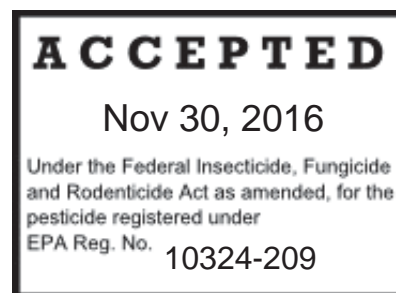 ACCEPTED
Nov 30, 2016
Under the Federal Insecticide, Fungicide
and Rodenticide Act as amended, for the
pesticide registered under
EPA Reg. No. 10324-209